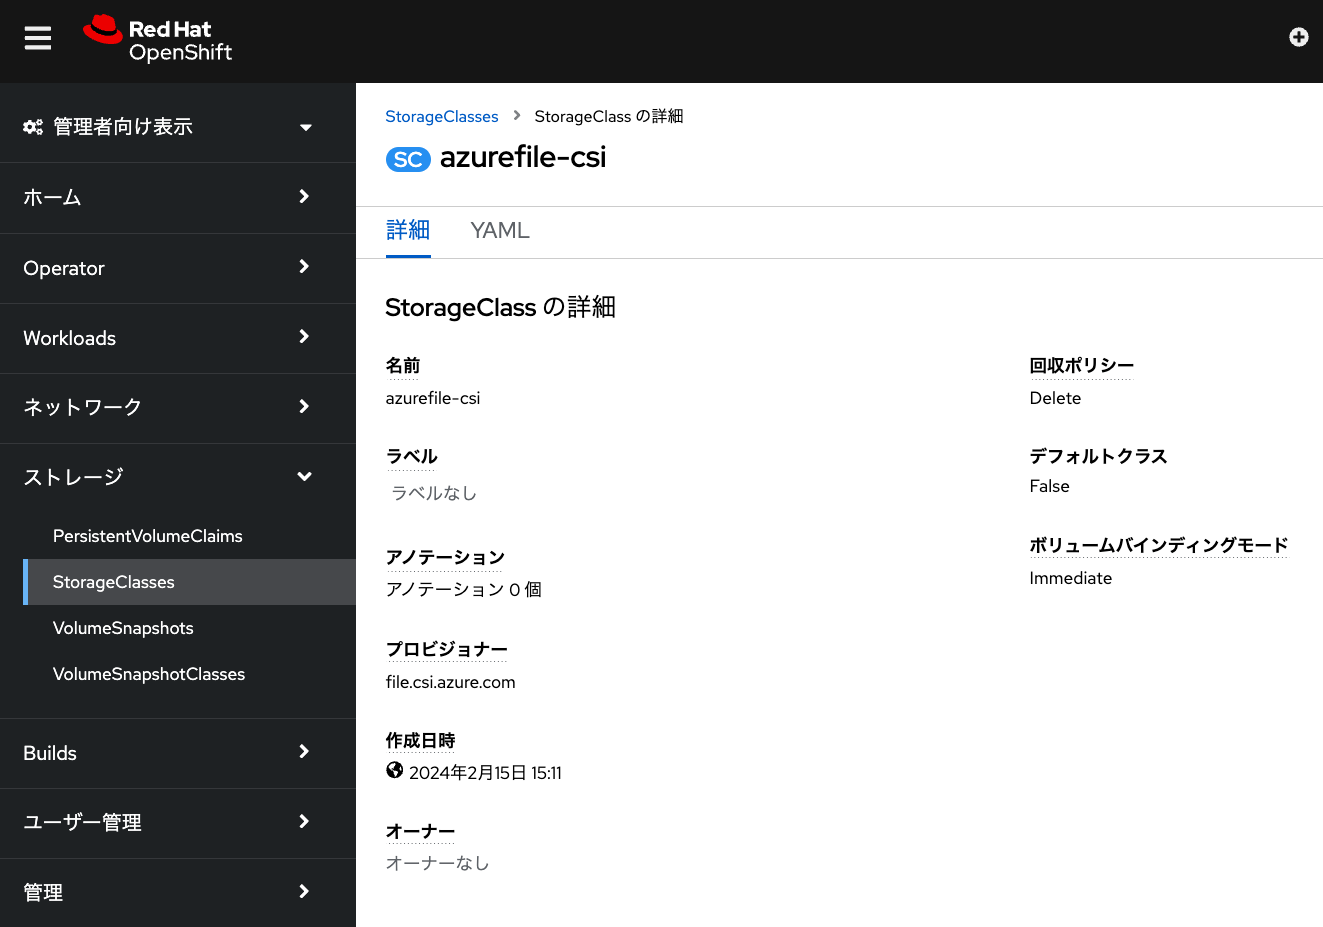 Red Hat
OpenShift
管理者向け表示
ホーム
Operator
Workloads
ネットワーク
ストレージ
PersistentVolumeClaims
StorageClasses
VolumeSnapshots
VolumeSnapshotClasses
Builds
ユーザー管理
管理
StorageClasses > StorageClass の詳細
SC azurefile-csi
詳細 YAML
StorageClass の詳細
名前
azurefile-csi
ラベル
ラベルなし
アノテーション
アノテーション 0 個
プロビジョナー
file.csi.azure.com
作成日時
2024年2月15日 15:11
オーナー
オーナーなし
回収ポリシー
Delete
デフォルトクラス
False
ボリュームバインディングモード
Immediate